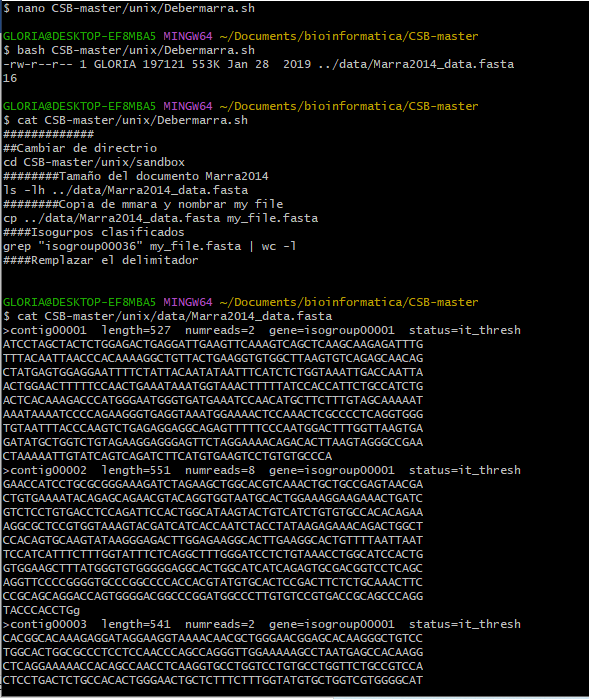 $ nano CSB-master/unix/Debermarra.sh
GLORIA@DESKTOP-EF8MBA5 MINGW64 ~/Documents/bioinformatica/CSB-master
$ bash CSB-master/unix/Debermarra.sh
-rw-r--r-- 1 GLORIA 197121 553K Jan 28  2019 ../data/Marra2014_data.fasta
16
GLORIA@DESKTOP-EF8MBA5 MINGW64 ~/Documents/bioinformatica/CSB-master
$ cat CSB-master/unix/Debermarra.sh
#############
##Cambiar de directrio
cd CSB-master/unix/sandbox
########Tamaño del documento Marra2014
ls -lh ../data/Marra2014_data.fasta
########Copia de mmara y nombrar my file
cp ../data/Marra2014_data.fasta my_file.fasta
####Isogurpos clasificados
grep "isogroup00036" my_file.fasta | wc -l
####Remplazar el delimitador
GLORIA@DESKTOP-EF8MBA5 MINGW64 ~/Documents/bioinformatica/CSB-master
$ cat CSB-master/unix/data/Marra2014_data.fasta
>contig00001  length=527  numreads=2  gene=isogroup00001  status=it_thresh
ATCCTAGCTACTCTGGAGACTGAGGATTGAAGTTCAAAGTCAGCTCAAGCAAGAGATTTG
TTTACAATTAACCCACAAAAGGCTGTTACTGAAGGTGTGGCTTAAGTGTCAGAGCAACAG
CTATGAGTGGAGGAATTTTCTATTACAATATAATTTCATCTCTGGTAAATTGACCAATTA
ACTGGAACTTTTTCCAACTGAAATAAATGGTAAACTTTTTATCCACCATTCTGCCATCTG
ACTCACAAAGACCCATGGGAATGGGTGATGAAATCCAACATGCTTCTTTGTAGCAAAAAT
AAATAAAATCCCCAGAAGGGTGAGGTAAATGGAAAACTCCAAACTCGCCCCTCAGGTGGG
TGTAATTTACCCAAGTCTGAGAGGAGGCAGAGTTTTTCCCAATGGACTTTGGTTAAGTGA
GATATGCTGGTCTGTAGAAGGAGGGAGTTCTAGGAAAACAGACACTTAAGTAGGGCCGAA
CTAAAAATTGTATCAGTCAGATCTTCATGTGAAGTCCTGTGTGCCCA
>contig00002  length=551  numreads=8  gene=isogroup00001  status=it_thresh
GAACCATCCTGCGCGGGAAAGATCTAGAAGCTGGCACGTCAAACTGCTGCCGAGTAACGA
CTGTGAAAATACAGAGCAGAACGTACAGGTGGTAATGCACTGGAAAGGAAGAAACTGATC
GTCTCCTGTGACCTCCAGATTCCACTGGCATAAGTACTGTCATCTGTGTGCCACACAGAA
AGGCGCTCCGTGGTAAAGTACGATCATCACCAATCTACCTATAAGAGAAACAGACTGGCT
CCACAGTGCAAGTATAAGGGAGACTTGGAGAAGGCACTTGAAGGCACTGTTTTAATTAAT
TCCATCATTTCTTTGGTATTTCTCAGGCTTTGGGATCCTCTGTAAACCTGGCATCCACTG
GTGGAAGCTTTATGGGTGTGGGGGAGGCACTGGCATCATCAGAGTGCGACGGTCCTCAGC
AGGTTCCCCGGGGTGCCCGGCCCCACCACGTATGTGCACTCCGACTTCTCTGCAAACTTC
CCGCAGCAGGACCAGTGGGGACGGCCCGGATGGCCCTTGTGTCCGTGACCGCAGCCCAGG
TACCCACCTGg
>contig00003  length=541  numreads=2  gene=isogroup00001  status=it_thresh
CACGGCACAAAGAGGATAGGAAGGTAAAACAACGCTGGGAACGGAGCACAAGGGCTGTCC
TGGCACTGGCGCCCTCCTCCAACCCAGCCAGGGTTGGAAAAAGCCTAATGAGCCACAAGG
CTCAGGAAAAACCACAGCCAACCTCAAGGTGCCTGGTCCTGTGCCTGGTTCTGCCGTCCA
CTCCTGACTCTGCCACACTGGGAACTGCTCTTTCTTTGGTATGTGCTGGTCGTGGGGCAT